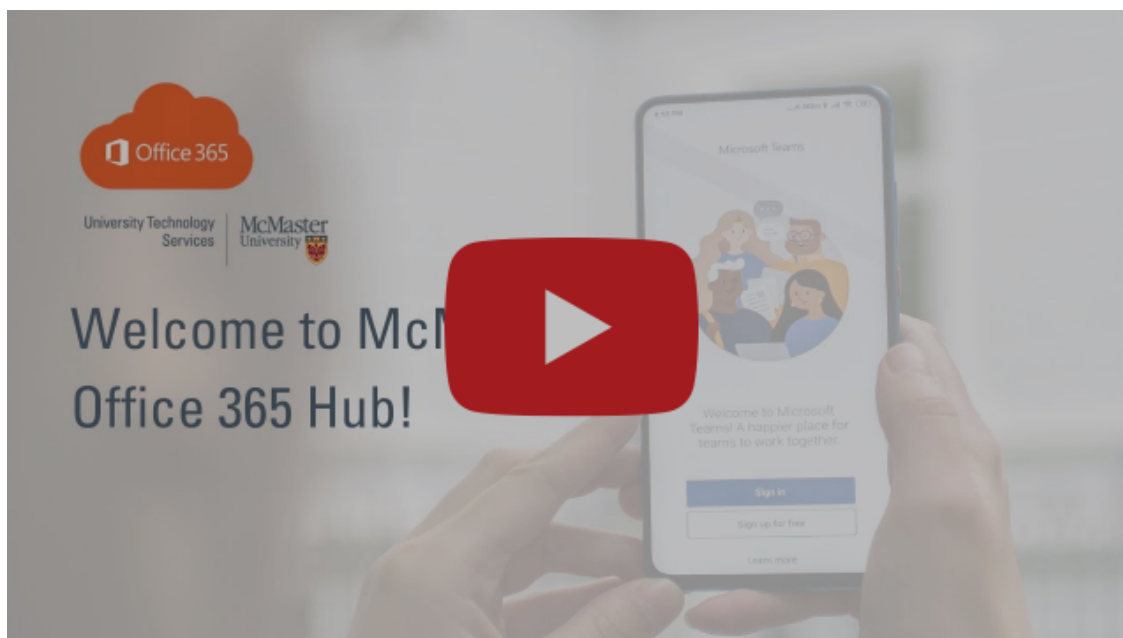 Office 365
University Technology
Services
McMaster
University
Welcome to
Office 365 Hub!
Microsoft Teams
Welcome to Microsoft
Teams! A happier place for
teams to work together.
Sign in
Sign up for free
Learn more